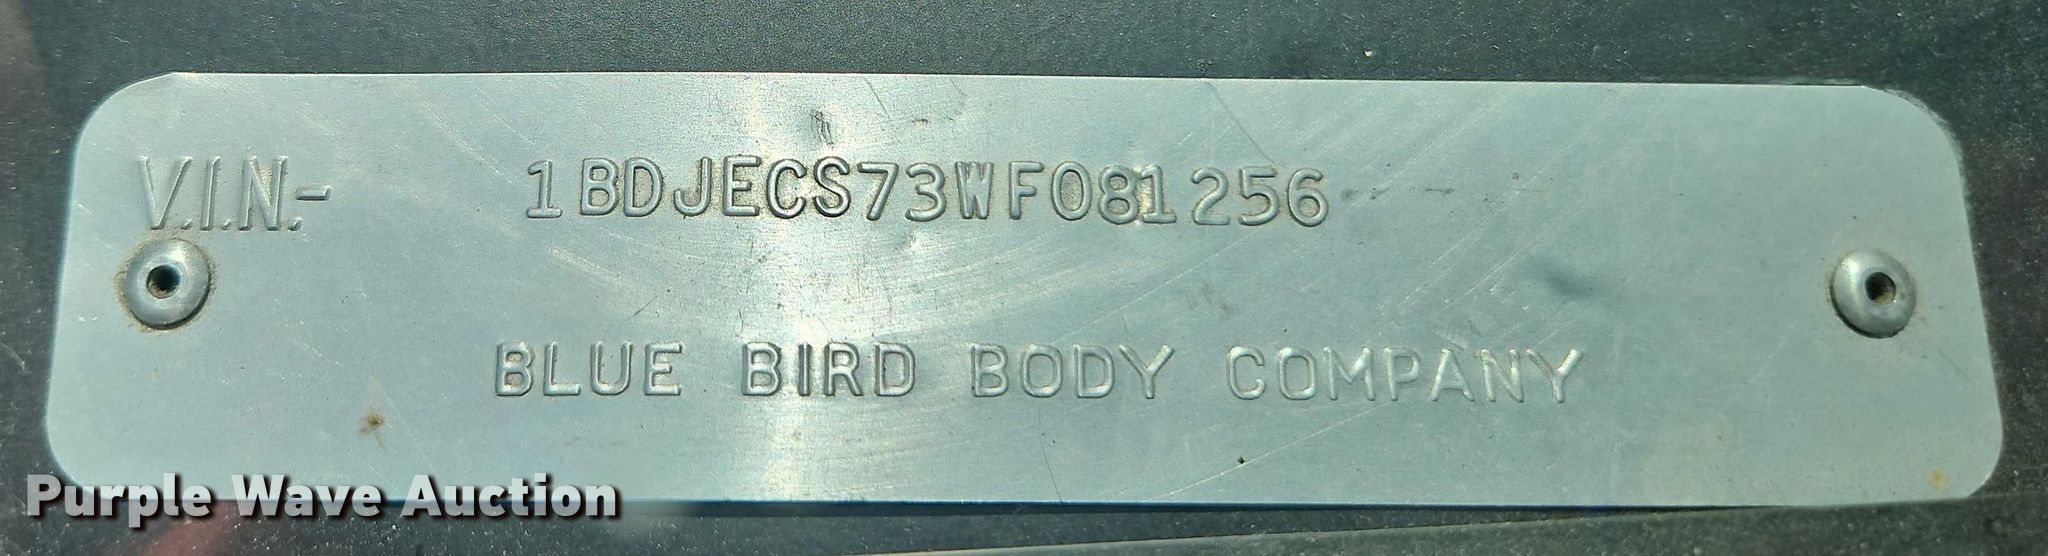 V.I.N.- 1BDJECS73WF081256
BLUE BIRD BODY COMPANY
Purple Wave Auction